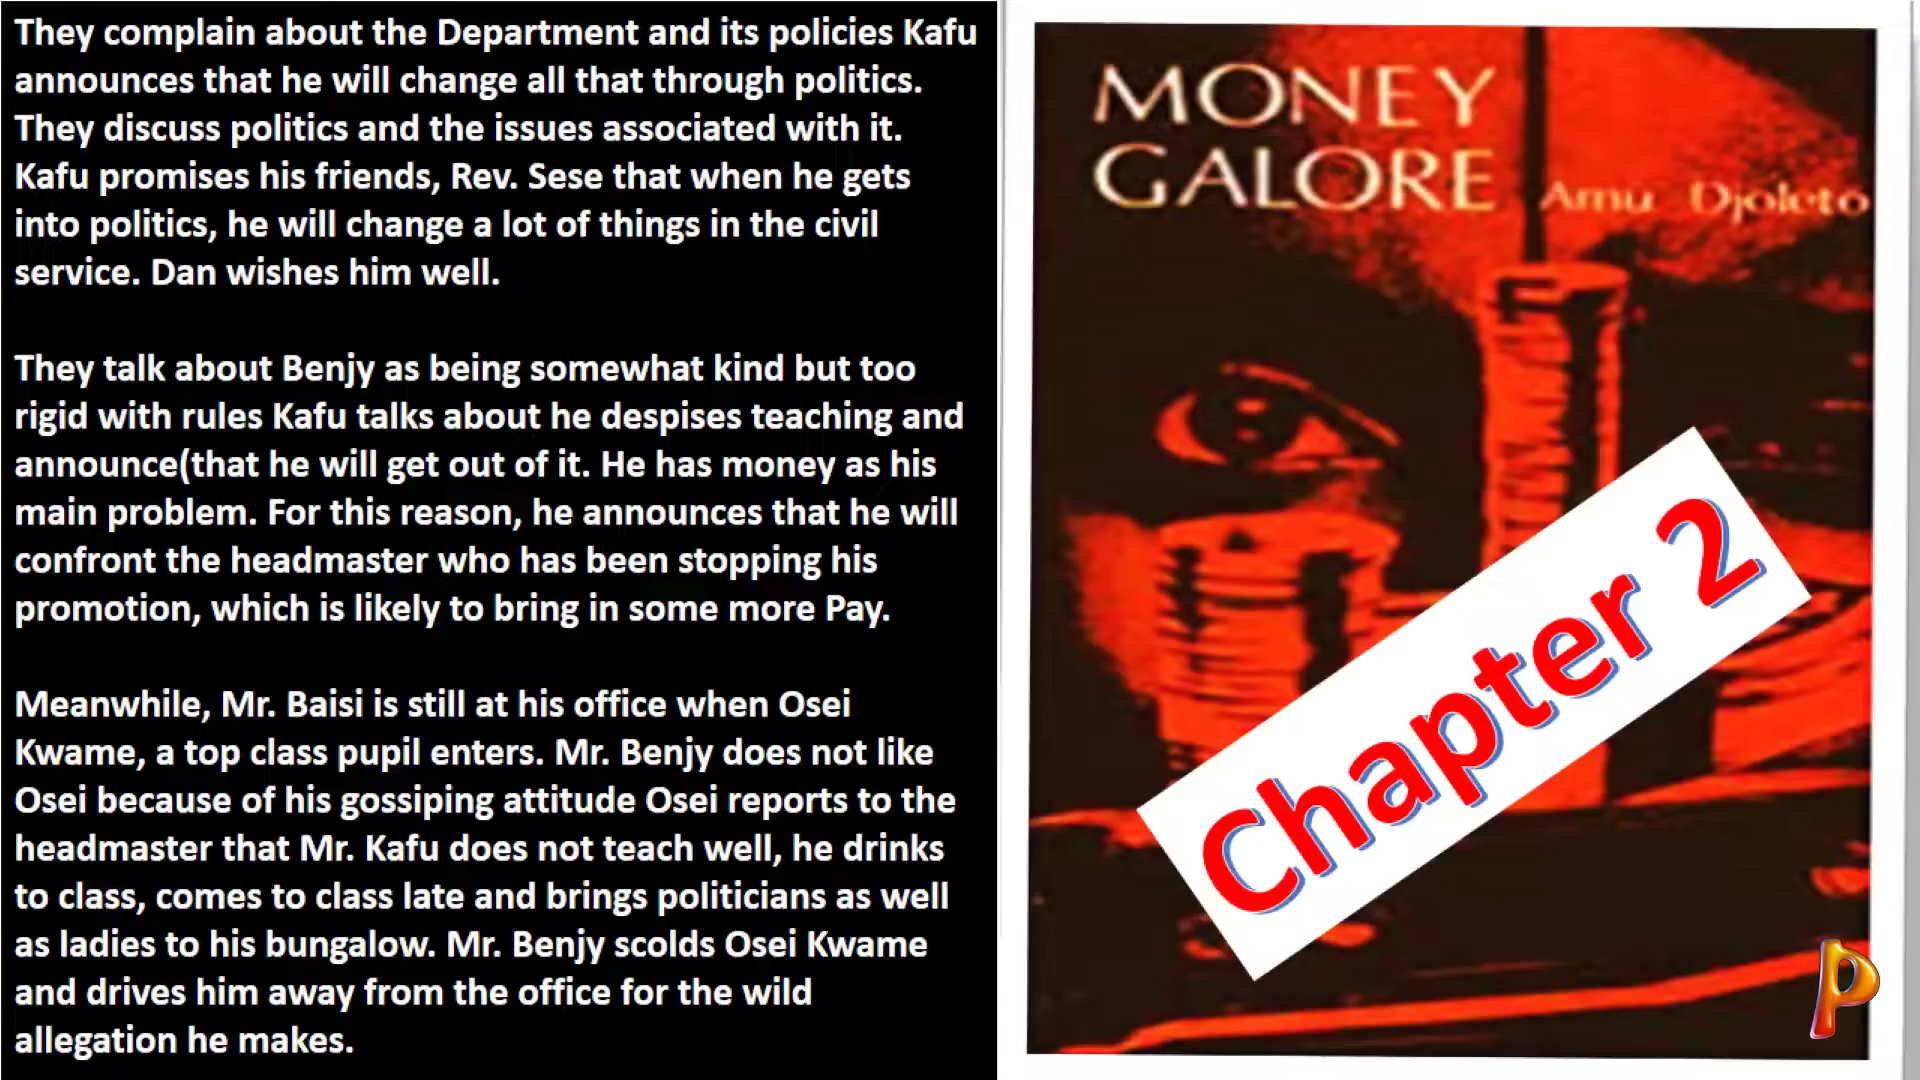 They complain about the Department and its policies Kafu
announces that he will change all that through politics.
They discuss politics and the issues associated with it.
Kafu promises his friends, Rev. Sese that when he gets
into politics, he will change a lot of things in the civil
service. Dan wishes him well.
They talk about Benjy as being somewhat kind but too
rigid with rules Kafu talks about he despises teaching and
announce(that he will get out of it. He has money as his
main problem. For this reason, he announces that he will
confront the headmaster who has been stopping his
promotion, which is likely to bring in some more Pay.
Meanwhile, Mr. Baisi is still at his office when Osei
Kwame, a top class pupil enters. Mr. Benjy does not like
Osei because of his gossiping attitude Osei reports to the
headmaster that Mr. Kafu does not teach well, he drinks
to class, comes to class late and brings politicians as well
as ladies to his bungalow. Mr. Benjy scolds Osei Kwame
and drives him away from the office for the wild
allegation he makes.
MONEY
GALORE Amu Djoleto
Chapter 2
P